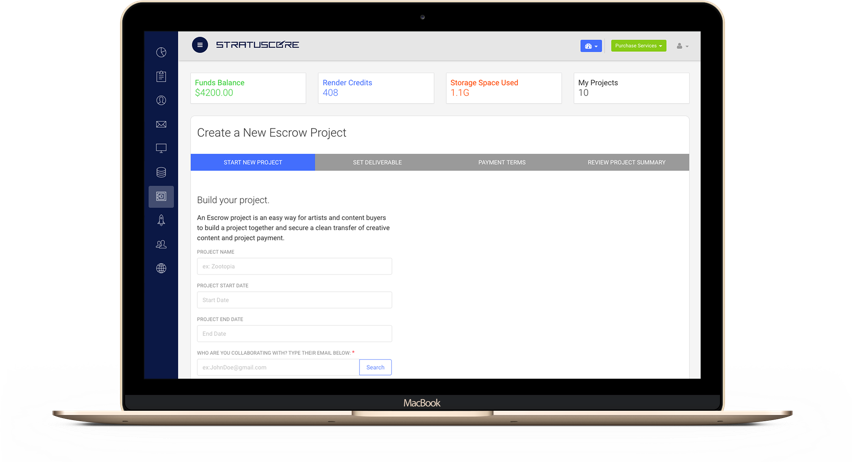 STRATUSCORE
Purchase Services
Funds Balance
$4200.00
Render Credits
408
Storage Space Used
1.1G
My Projects
10
Create a New Escrow Project
START NEW PROJECT
SET DELIVERABLE
PAYMENT TERMS
REVIEW PROJECT SUMMARY
Build your project.
An Escrow project is an easy way for artists and content buyers
to build a project together and secure a clean transfer of creative
content and project payment.
PROJECT NAME
ex: Zestopia
PROJECT START DATE
Start Date
PROJECT END DATE
End Date
WHO ARE YOU COLLABORATING WITH? TYPE THEIR EMAIL BELOW: *
ex:JohnDoe@gmail.com
Search
MacBook